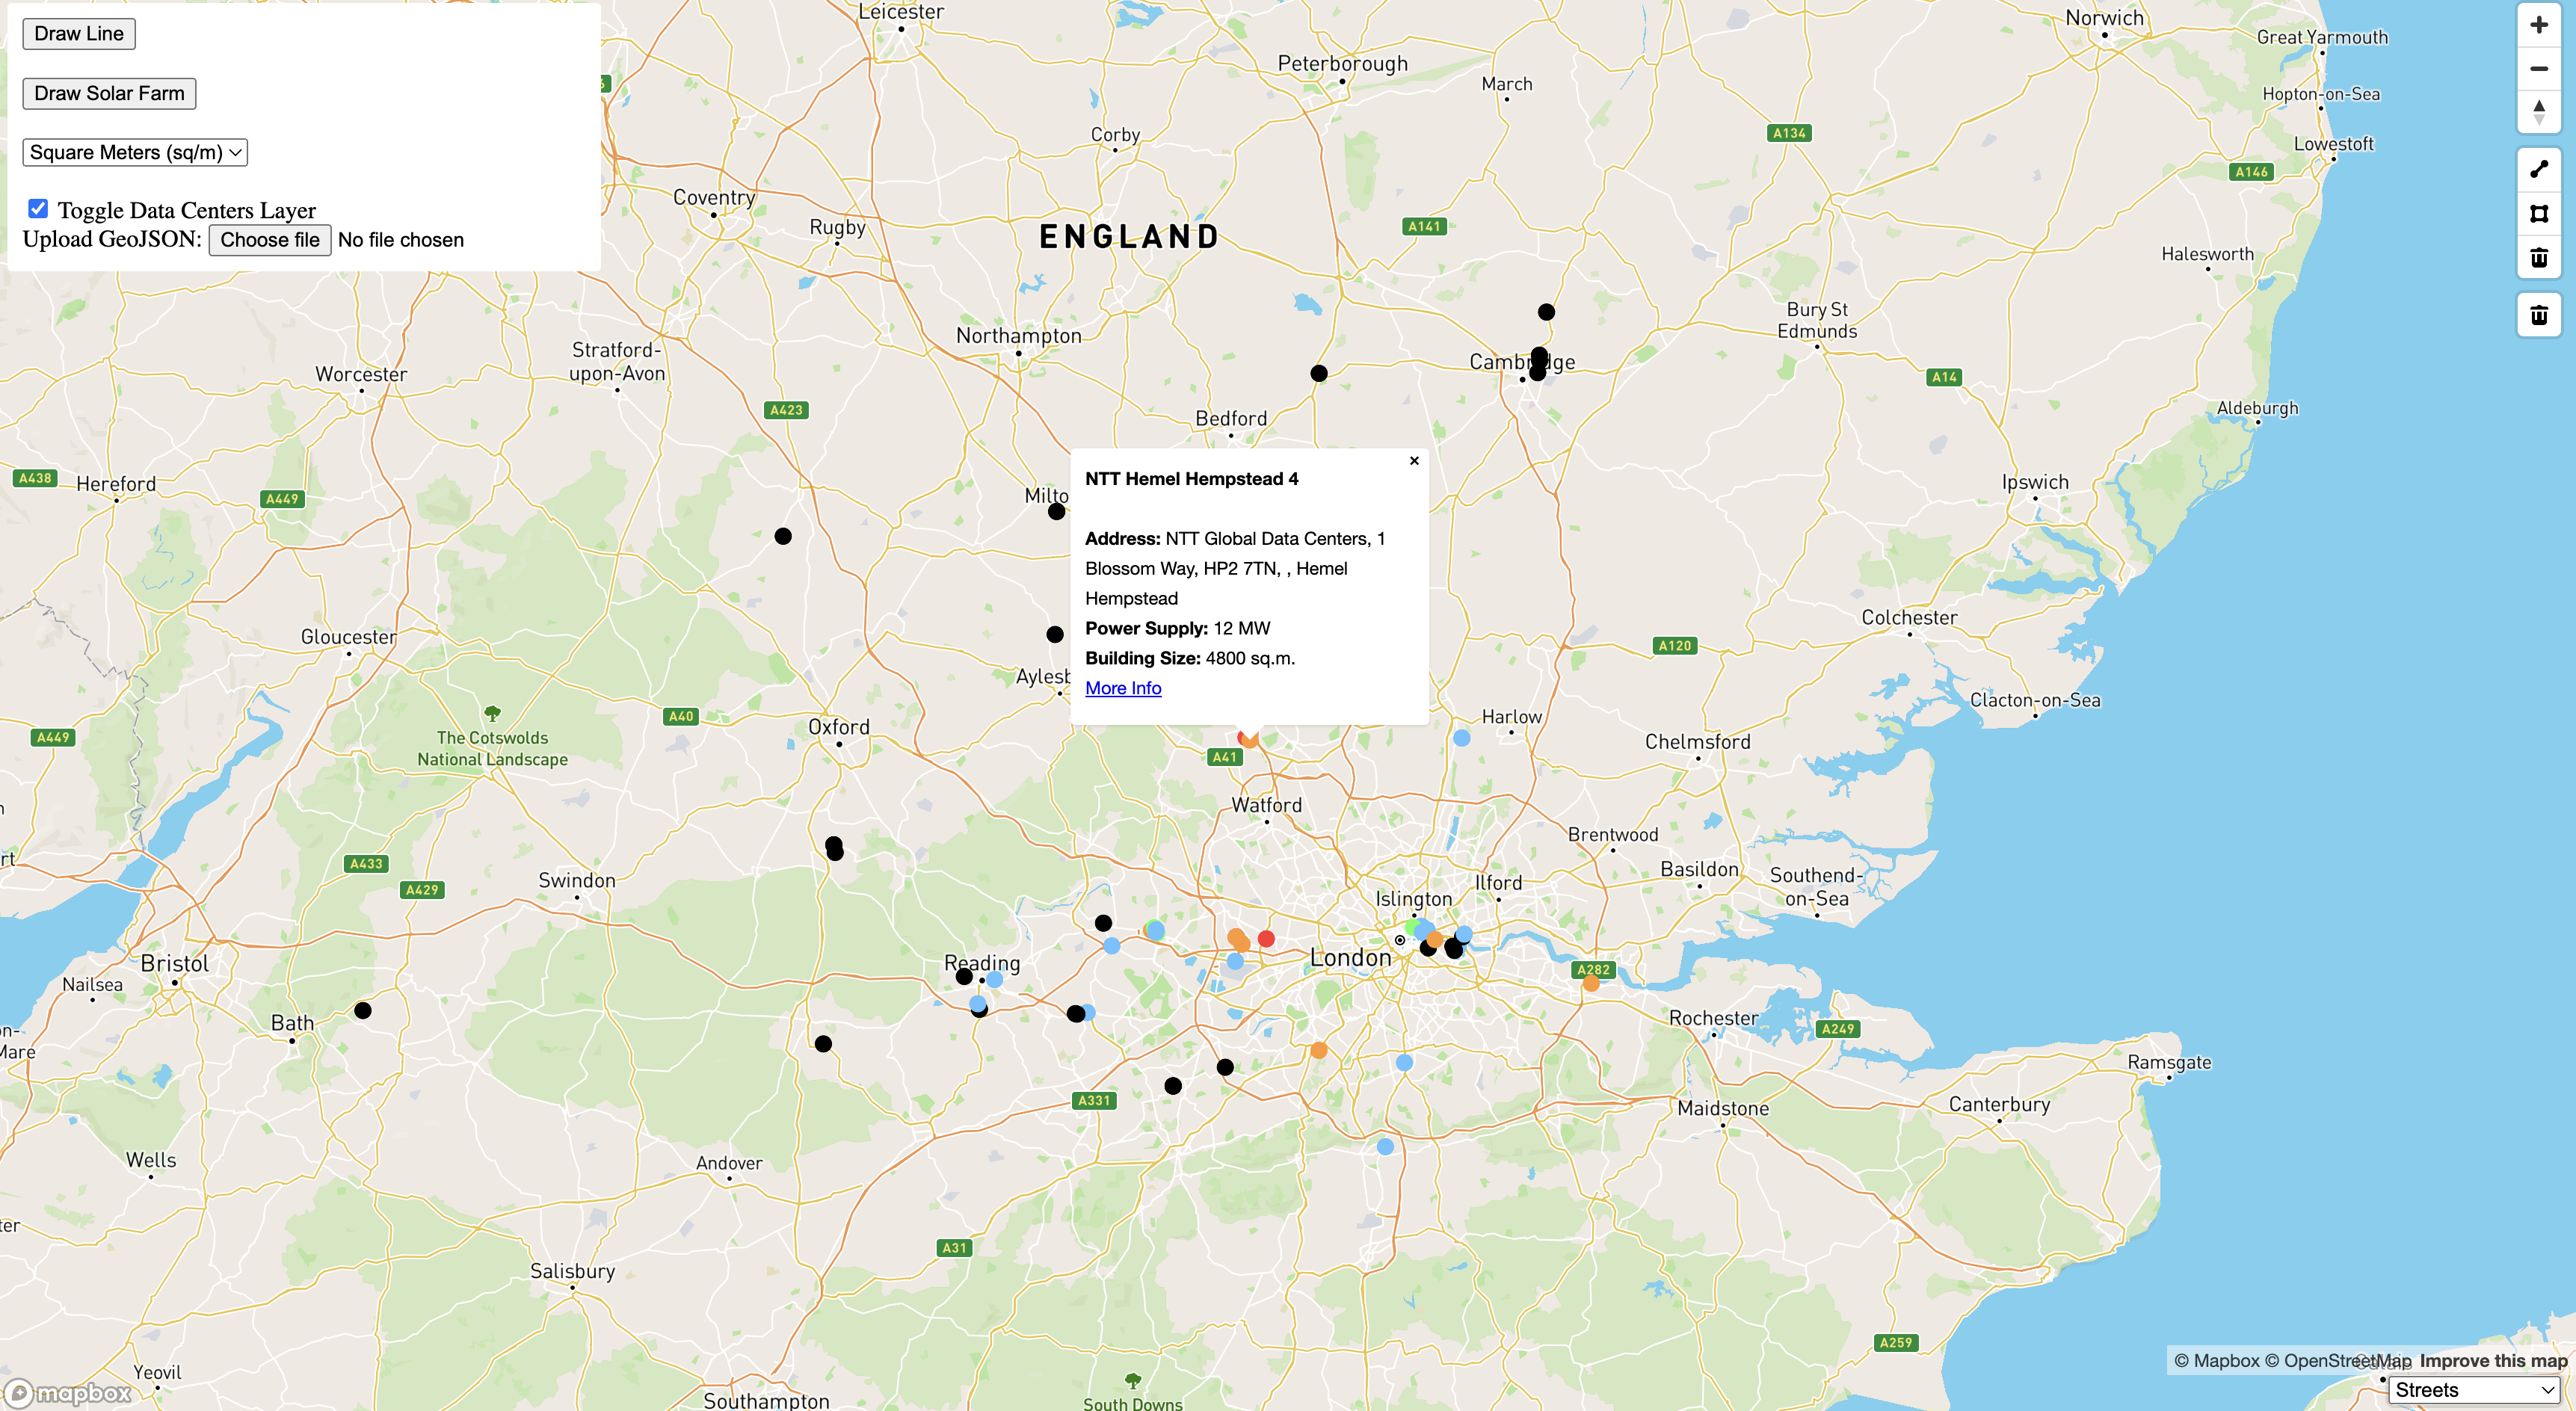 Draw Line
Draw Solar Farm
Square Meters (sq/m)
Toggle Data Centers Layer
Upload GeoJSON: Choose file No file chosen
Leicester
Norwich
Great Yarmouth
Peterborough
March
Hopton-on-Sea
Corby
A134
Lowestoft
A146
Coventry
Rugby
A141
ENGLAND
Halesworth
Bury St
Edmunds
Northampton
Stratford-
upon-Avon
Worcester
Cambridge
A14
A423
Bedford
Aldeburgh
A438
Hereford
A449
Milto
Ipswich
NTT Hemel Hempstead 4
Address: NTT Global Data Centers, 1
Blossom Way, HP2 7TN, , Hemel
Hempstead
Power Supply: 12 MW
Building Size: 4800 sq.m.
More Info
Gloucester
Colchester
A120
Aylesb
Clacton-on-Sea
A40
Harlow
A449
The Cotswolds
National Landscape
Oxford
Chelmsford
A41
Watford
Brentwood
rt
A433
A429
Swindon
Basildon
Southend-
on-Sea
Ilford
Islington
London
Bristol
Reading
Nailsea
A282
Bath
on-
Mare
Rochester
A249
Ramsgate
A331
Maidstone
Canterbury
Wells
Andover
ter
A31
Salisbury
A259
Yeovil
Southampton
South Downs
mapbox
© Mapbox © OpenStreetMap Improve this map
Streets